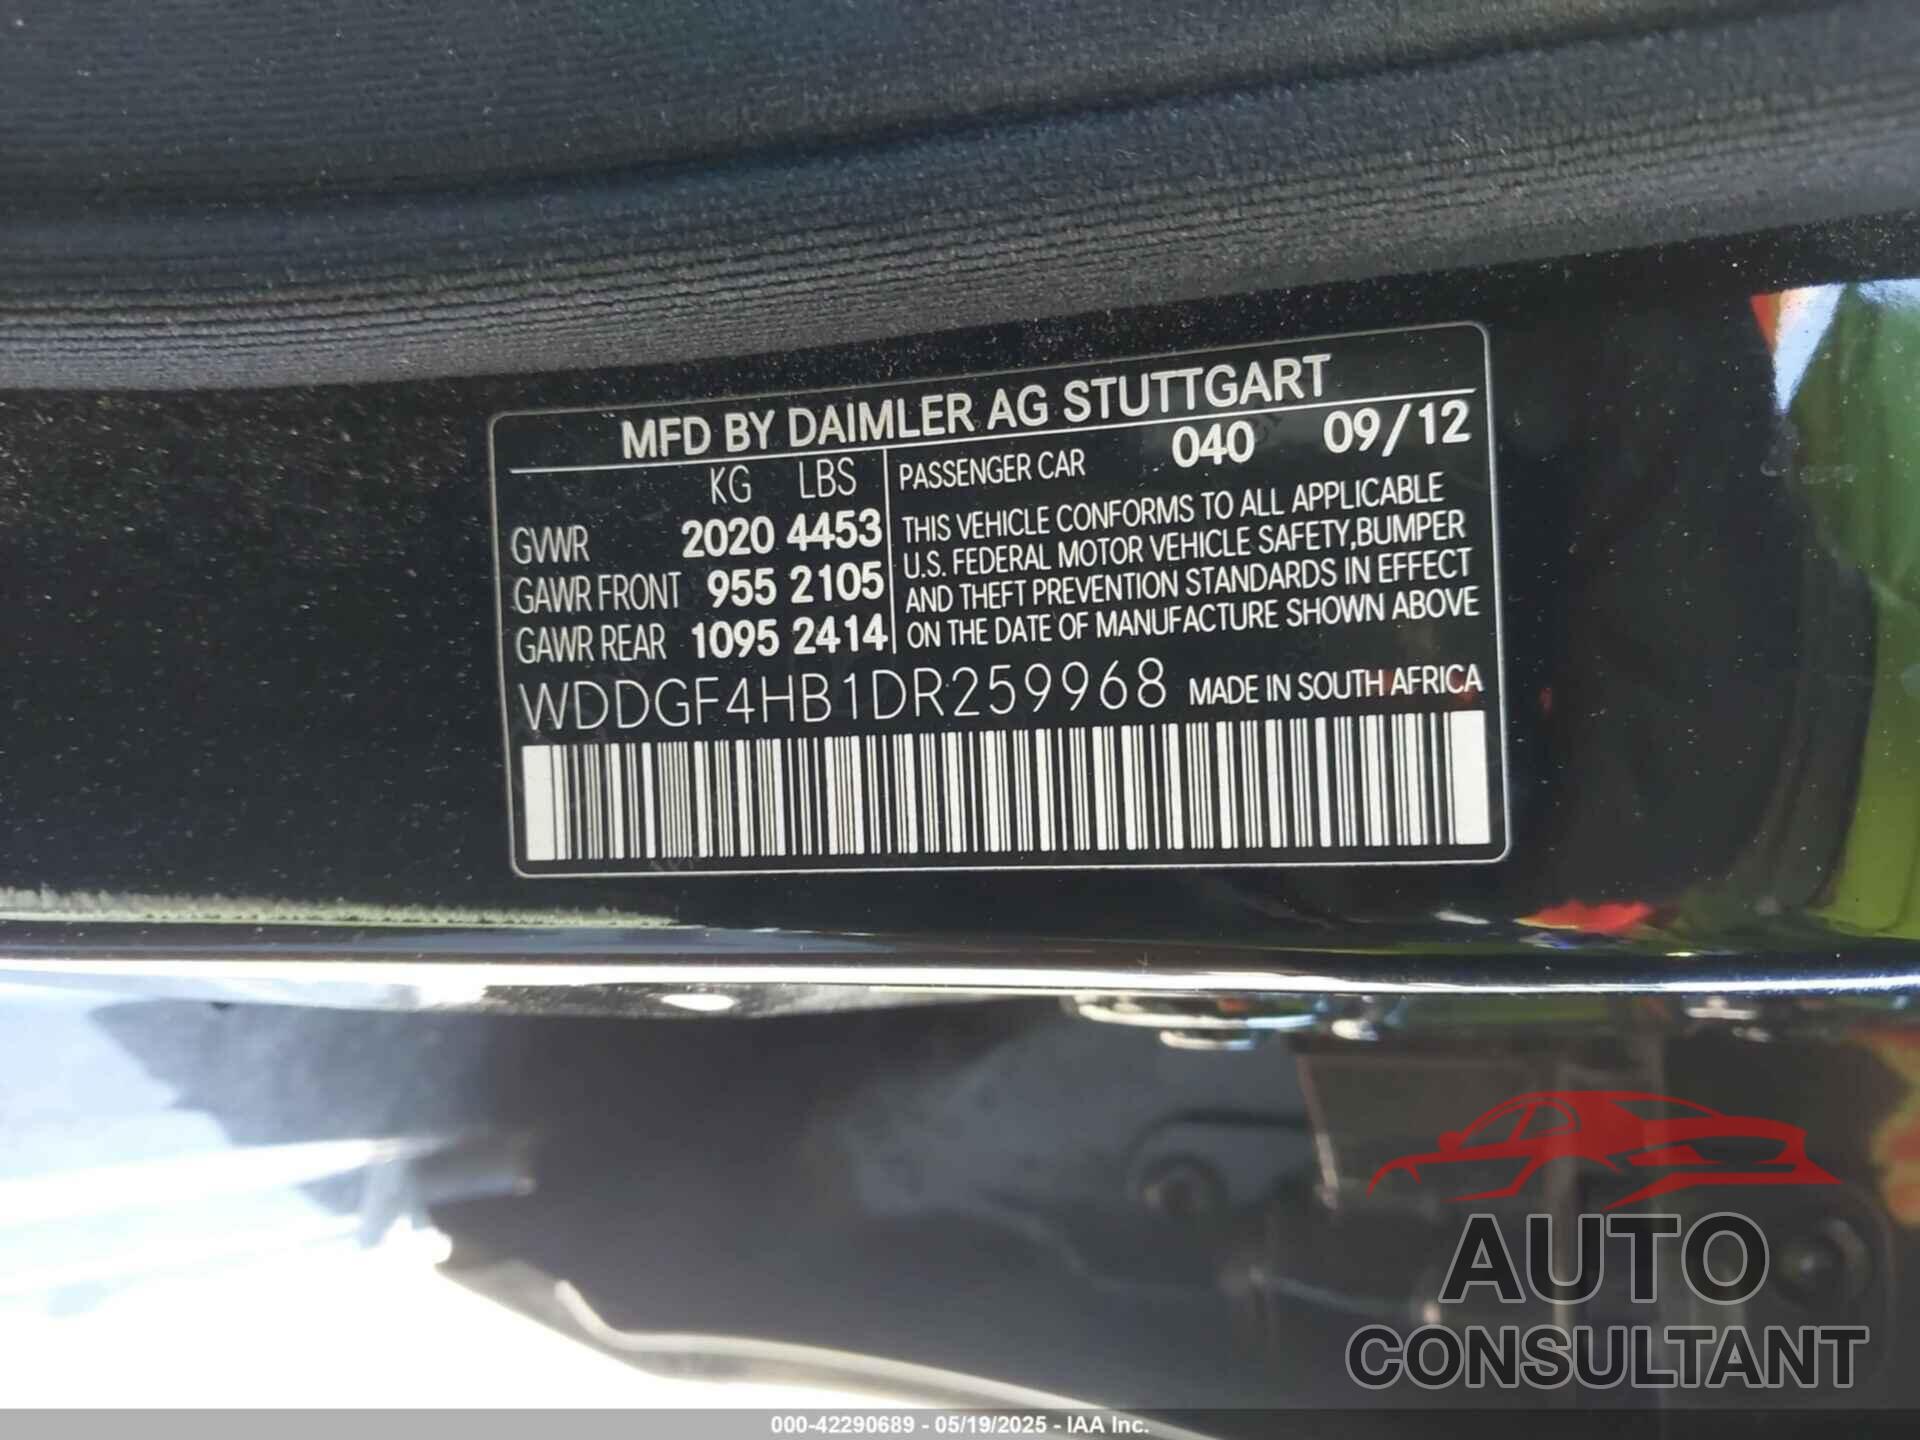 MFD BY DAIMLER AG STUTTGART
KG LBS PASSENGER CAR 040 09/12
GVWR 2020 4453
GAWR FRONT 955 2105
GAWR REAR 1095 2414
THIS VEHICLE CONFORMS TO ALL APPLICABLE
U.S. FEDERAL MOTOR VEHICLE SAFETY,BUMPER
AND THEFT PREVENTION STANDARDS IN EFFECT
ON THE DATE OF MANUFACTURE SHOWN ABOVE
WDDGF4HB1DR259968 MADE IN SOUTH AFRICA
AUTO
CONSULTANT
000-42290689 - 05/19/2025 - IAA Inc.